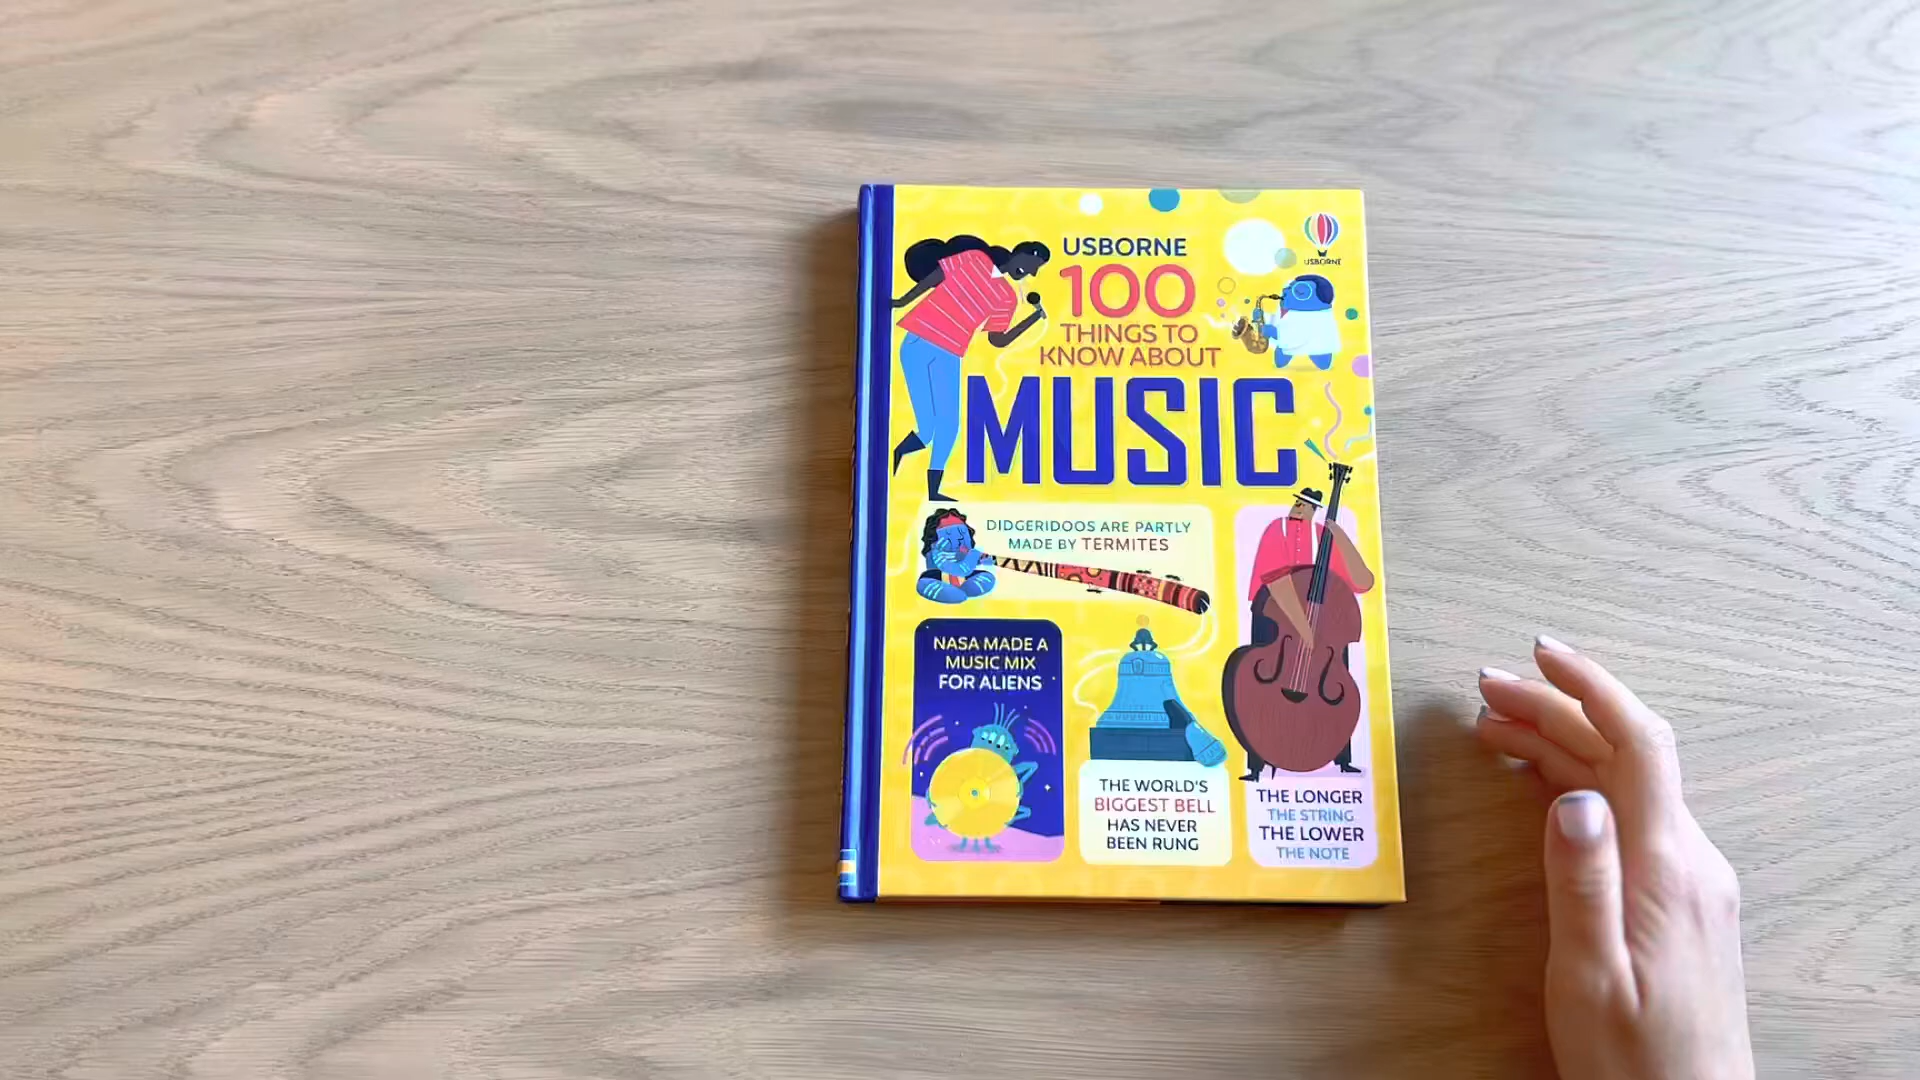 USBORNE
100
THINGS TO
KNOW ABOUT
MUSIC
USBORNE
DIDGERIDOOS ARE PARTLY
MADE BY TERMITES
NASA MADE A
MUSIC MIX
FOR ALIENS
THE WORLD'S
BIGGEST BELL
HAS NEVER
BEEN RUNG
THE LONGER
THE STRING
THE LOWER
THE NOTE